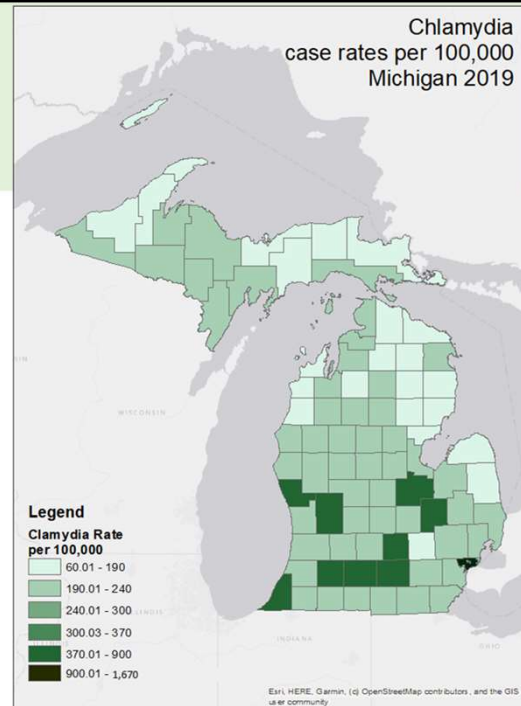 Chlamydia
case rates per 100,000
Michigan 2019
WISCONSIN
Legend
Clamydia Rate
per 100,000
60.01 - 190
190.01 - 240
240.01 - 300
300.03 - 370
370.01 - 900
900.01 - 1,670
INDIANA
OHIO
Esri, HERE, Garmin, (c) OpenStreetMap contributors, and the GIS
user community